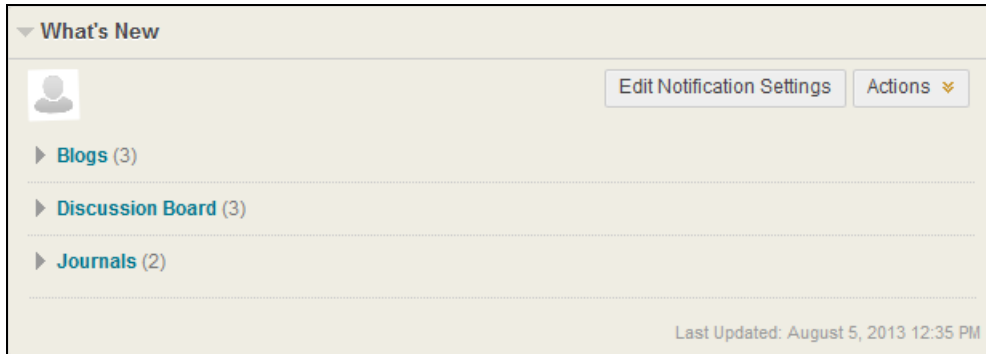 What's New
Edit Notification Settings Actions
Blogs (3)
Discussion Board (3)
Journals (2)
Last Updated: August 5, 2013 12:35 PM